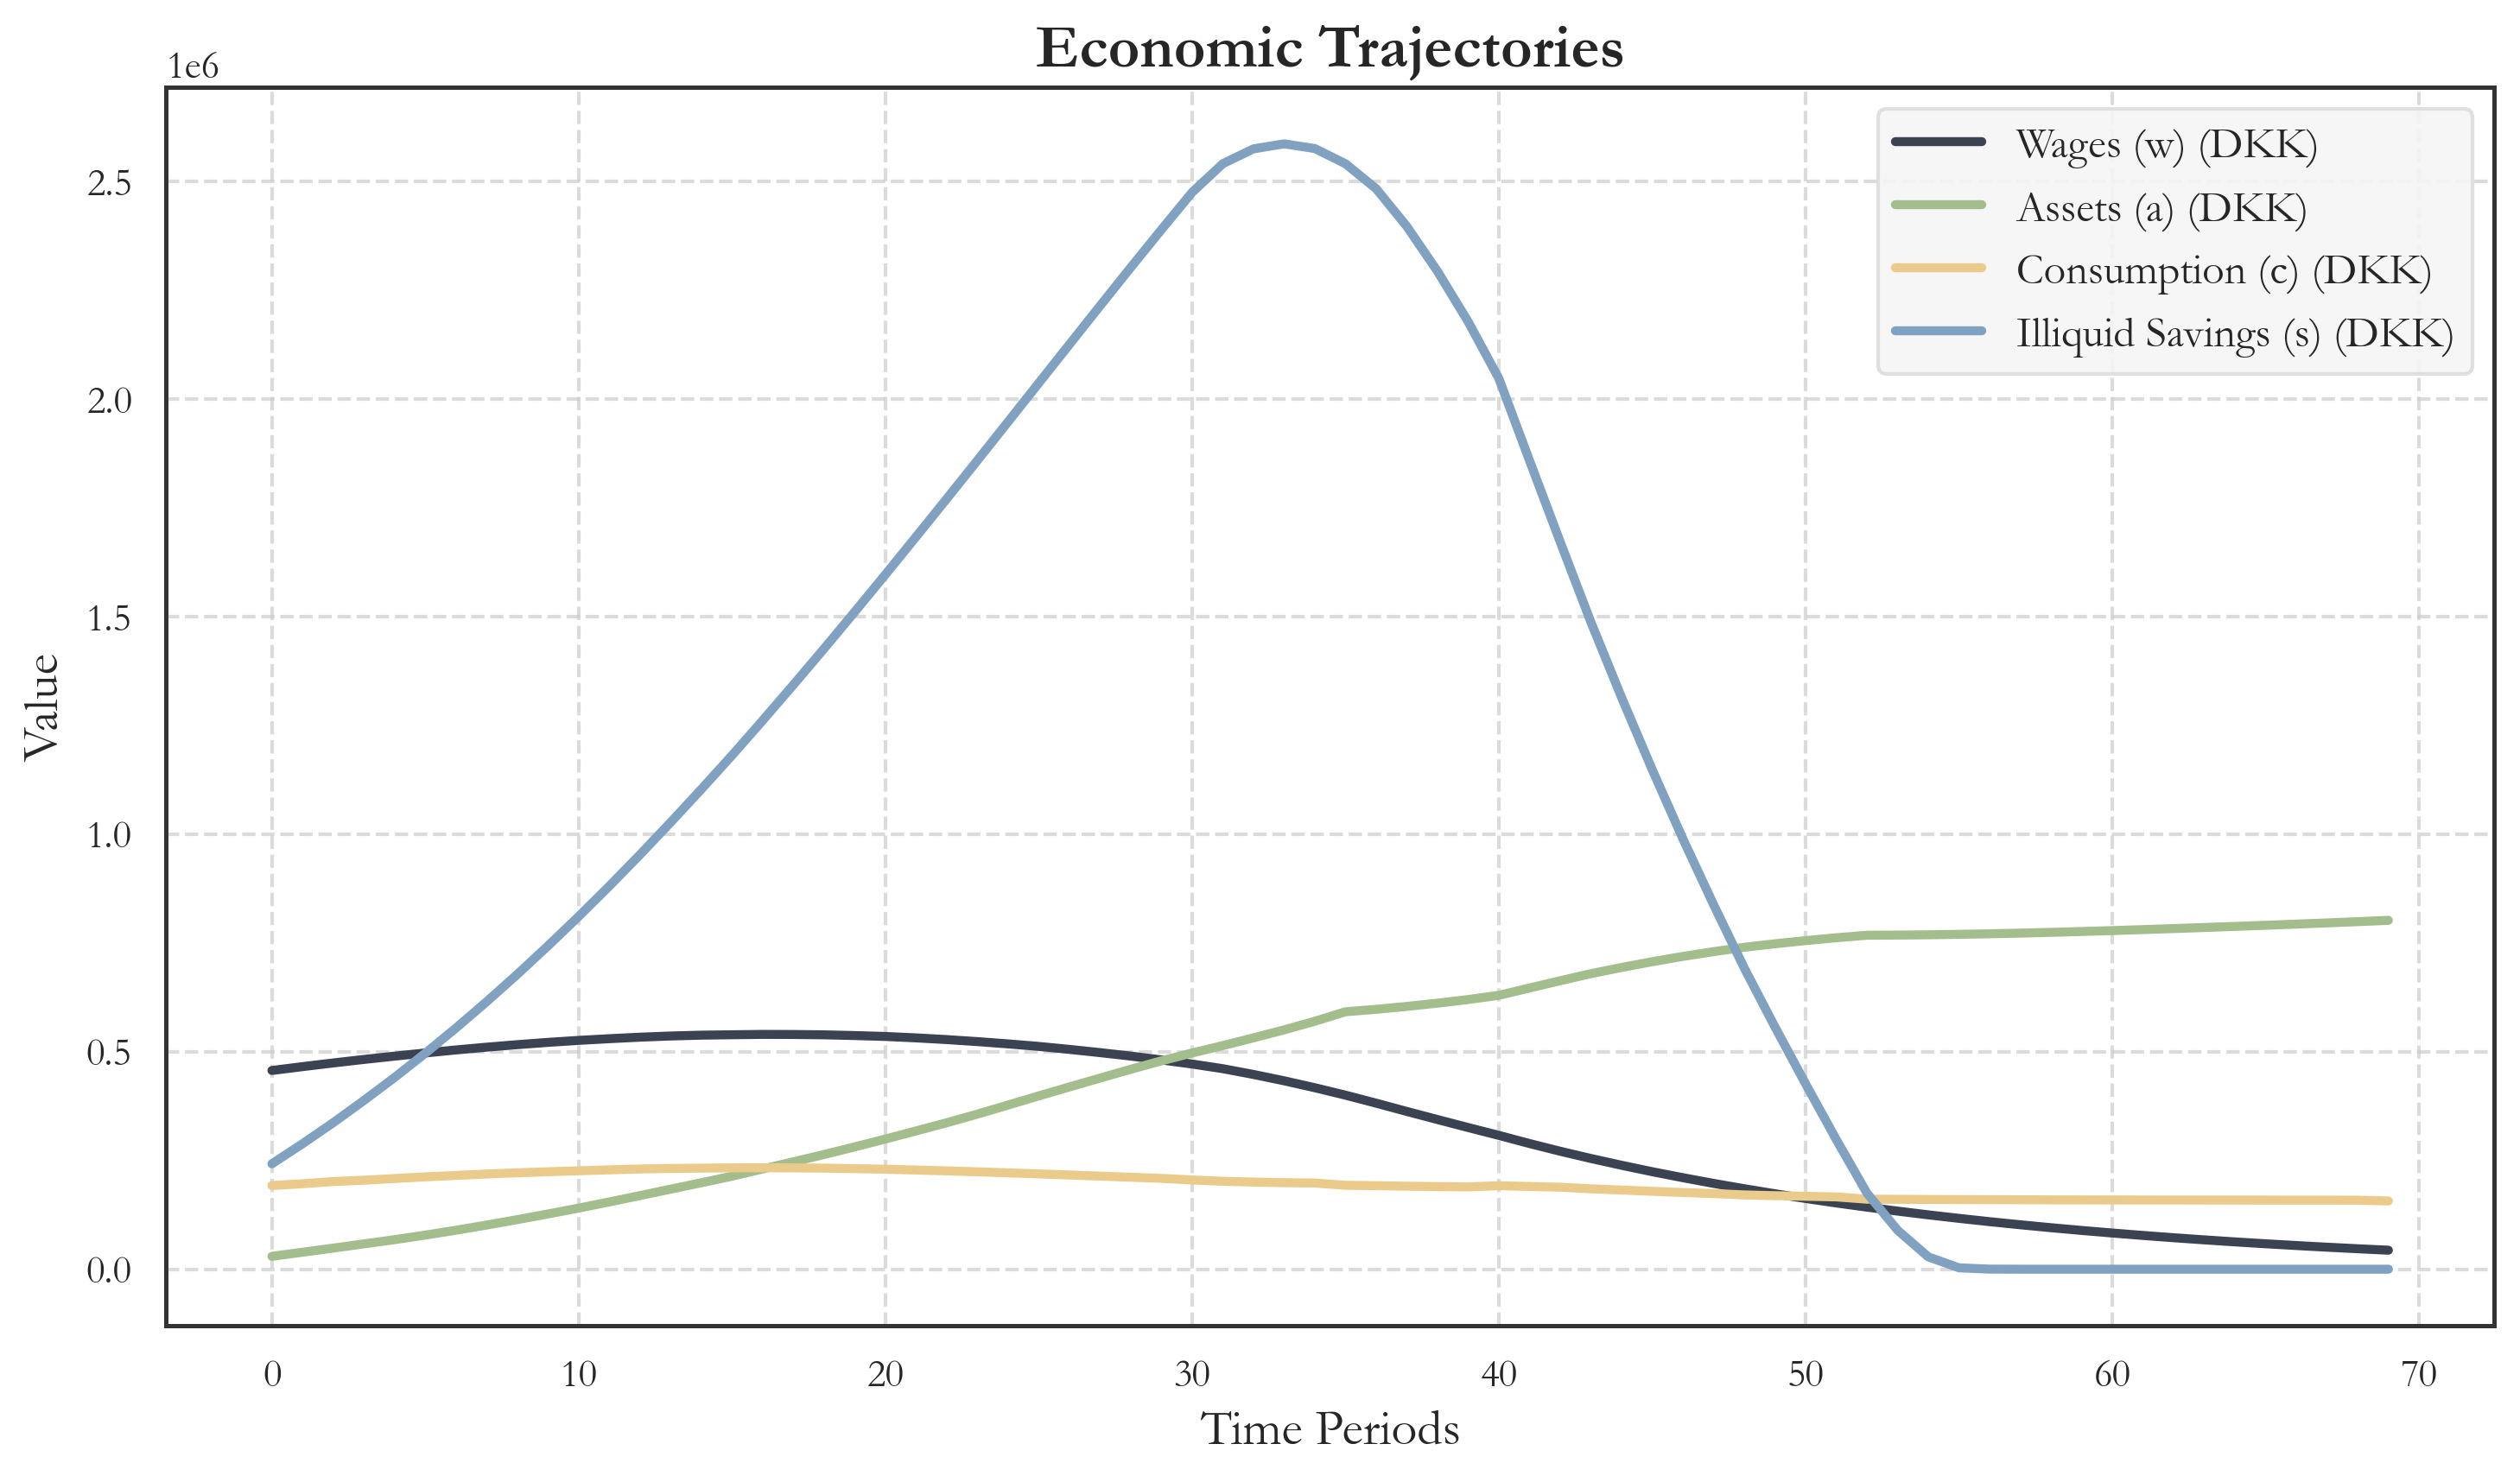 Economic Trajectories
1e6
Wages (w) (DKK)
Assets (a) (DKK)
Consumption (c) (DKK)
Illiquid Savings (s) (DKK)
2.5
2.0
1.5
1.0
0.5
0.0
Value
0 10 20 30 40 50 60 70
Time Periods